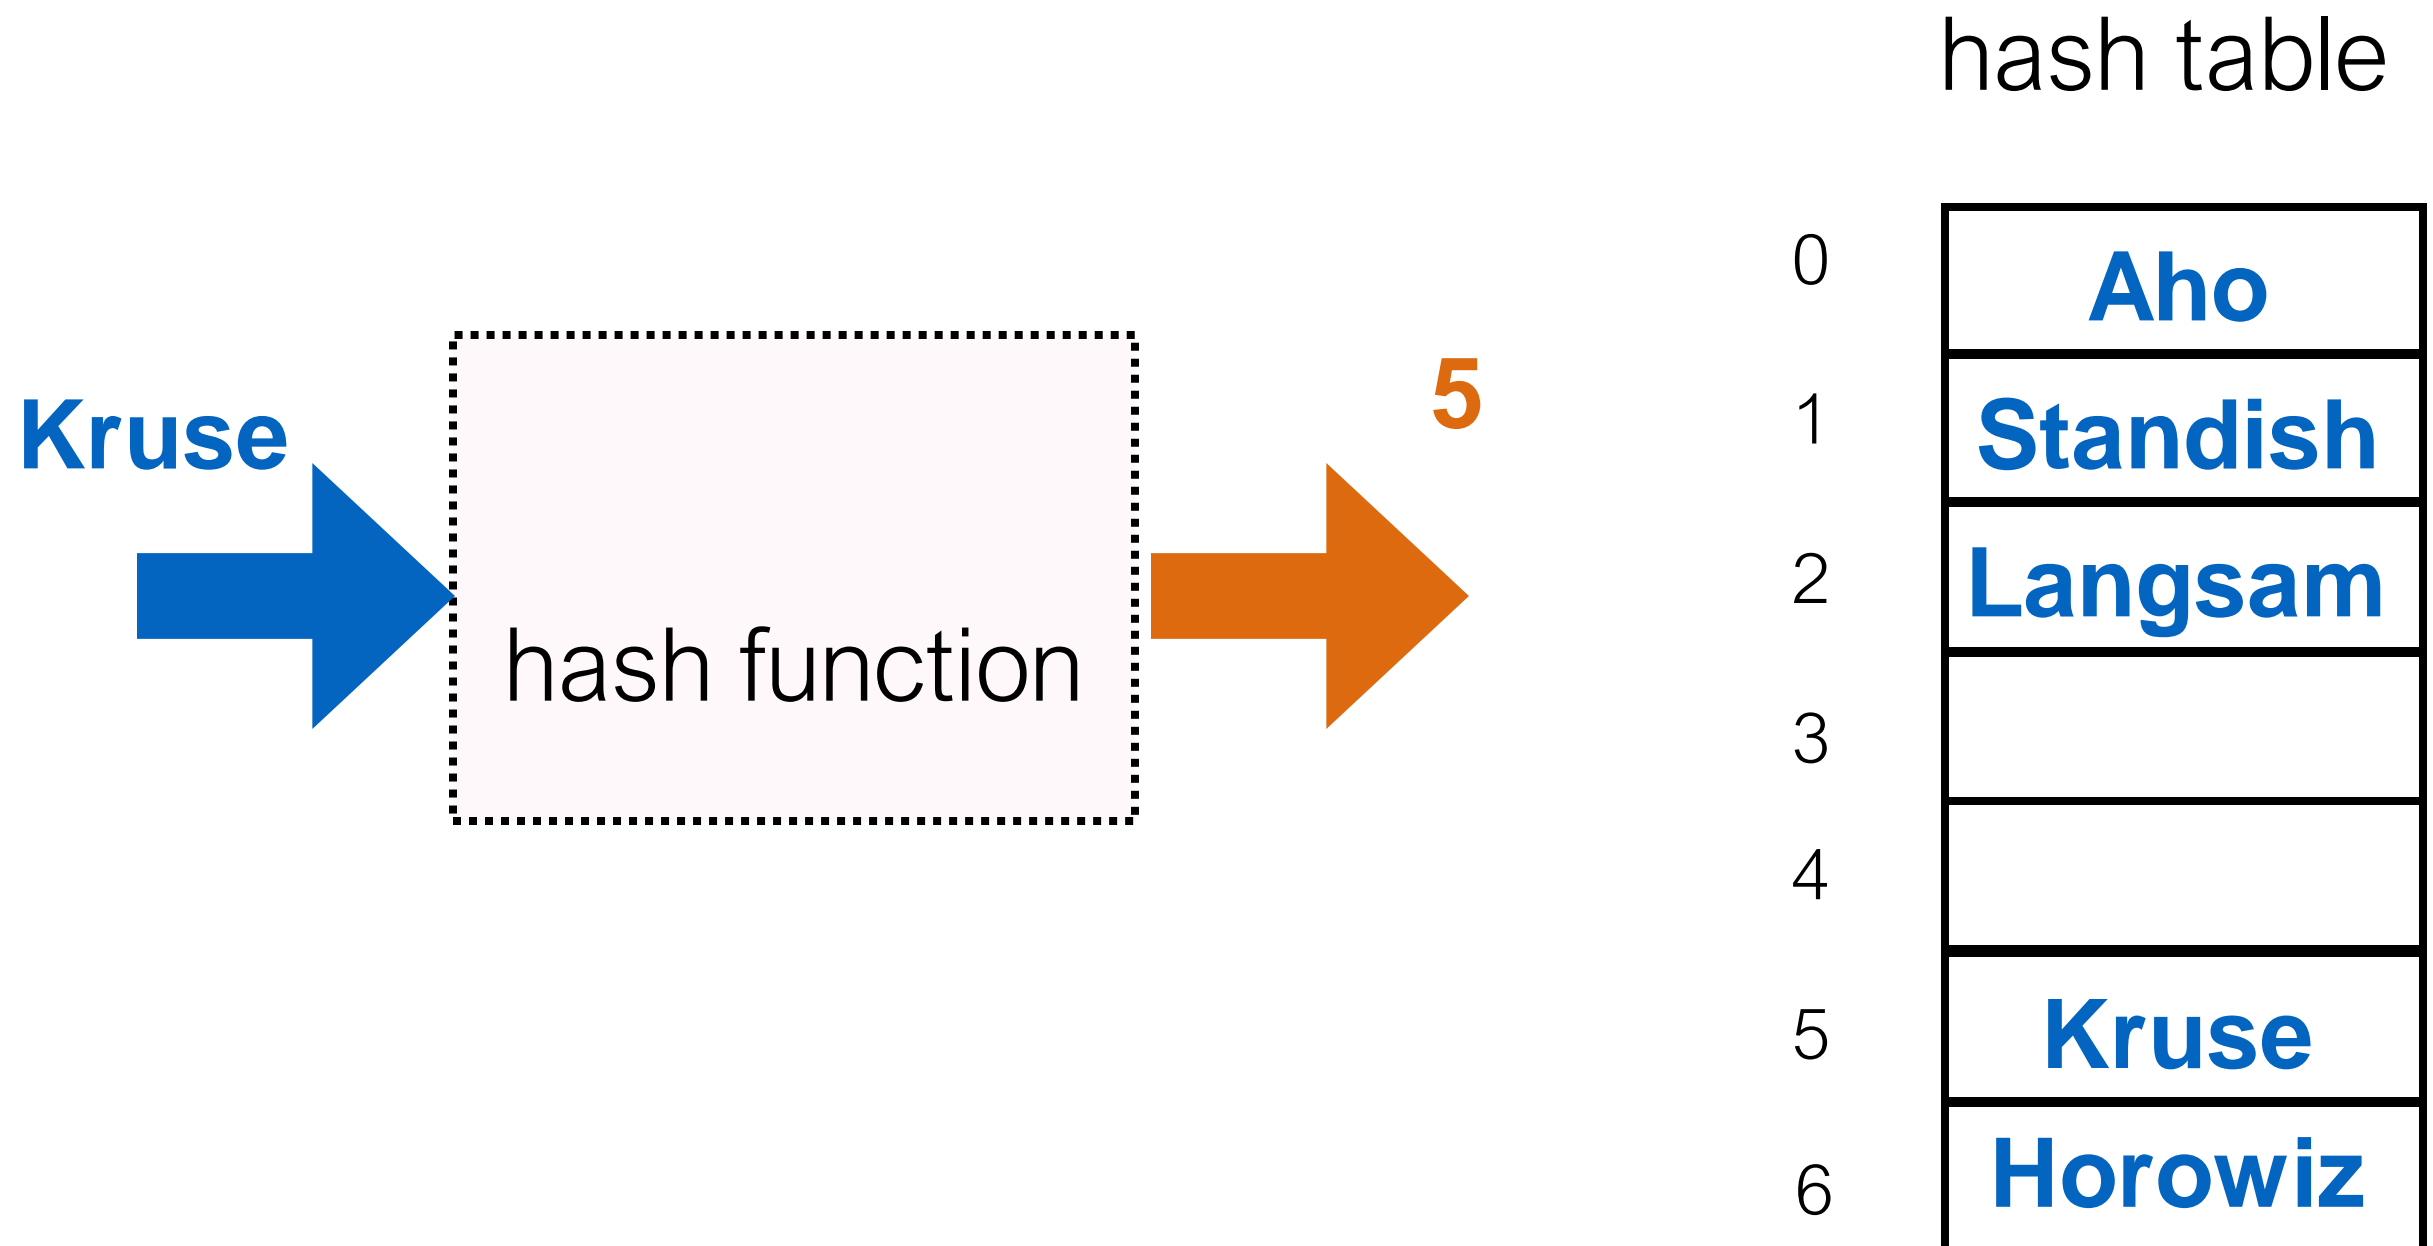 hash table
0 Aho
Kruse
5
1 Standish
2 Langsam
hash function
3
4
5 Kruse
6 Horowiz